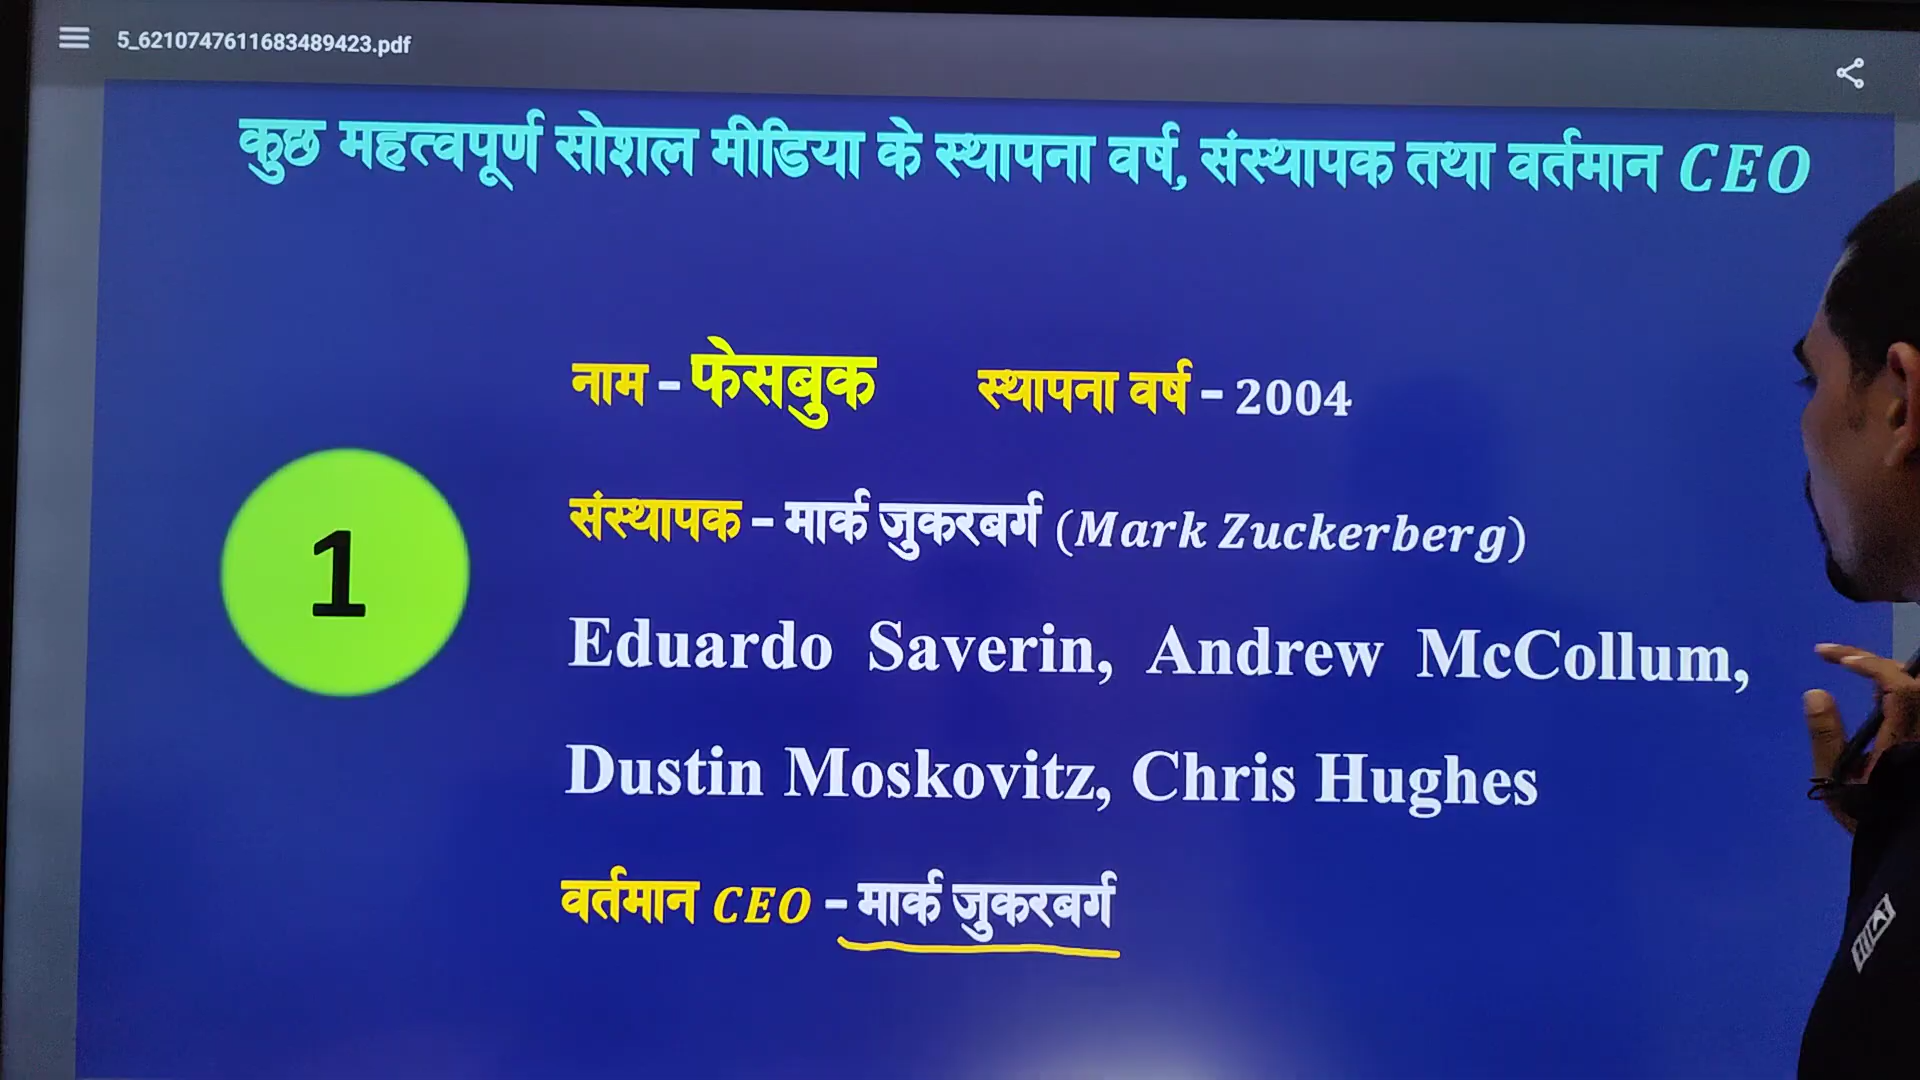 5_6210747611683489423.pdf
कुछ महत्वपूर्ण सोशल मीडिया के स्थापना वर्ष, संस्थापक तथा वर्तमान CEO
नाम - फेसबुक स्थापना वर्ष - 2004
1
संस्थापक - मार्क जुकरबर्ग (Mark Zuckerberg)
Eduardo Saverin, Andrew McCollum,
Dustin Moskovitz, Chris Hughes
वर्तमान CEO - मार्क जुकरबर्ग